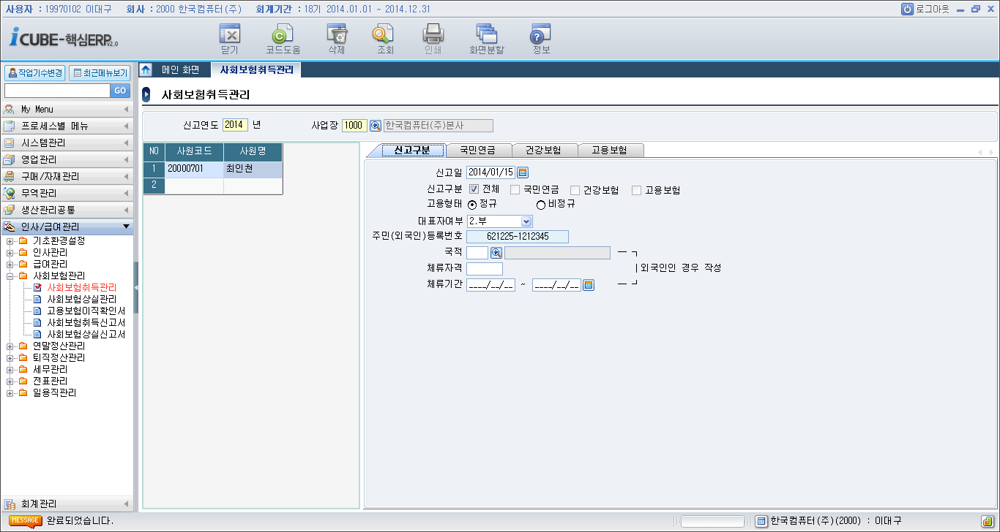 사용자 : 19970102 이대구 회사 : 2000 한국컴퓨터(주) 회계기간 : 18기 2014.01.01 ~ 2014.12.31 로그아웃
iCUBE-핵심ERP v2.0
닫기 코드도움 삭제 조회 인쇄 화면분할 정보
작업기수변경 최근메뉴보기
메인 화면 사회보험취득관리
GO
사회보험취득관리
My Menu
프로세스별 메뉴
시스템관리
영업관리
구매/자재관리
무역관리
생산관리공통
인사/급여관리
기초환경설정
인사관리
급여관리
사회보험관리
사회보험취득관리
사회보험상실관리
고용보험이직확인서
사회보험취득신고서
사회보험상실신고서
연말정산관리
퇴직정산관리
세무관리
전표관리
일용직관리
회계관리
신고연도 2014 년 사업장 1000 한국컴퓨터(주)본사
NO 사원코드 사원명
1 20000701 최인천
2
신고구분 국민연금 건강보험 고용보험
신고일 2014/01/15
신고구분 전체 국민연금 건강보험 고용보험
고용형태 정규 비정규
대표자여부 2.부
주민(외국인)등록번호 621225-1212345
국적 ─ ┐
체류자격 | 외국인인 경우 작성
체류기간 ____/__/__ ~ ____/__/__ ─ ┘
MESSAGE 완료되었습니다.
한국컴퓨터(주)(2000) : 이대구